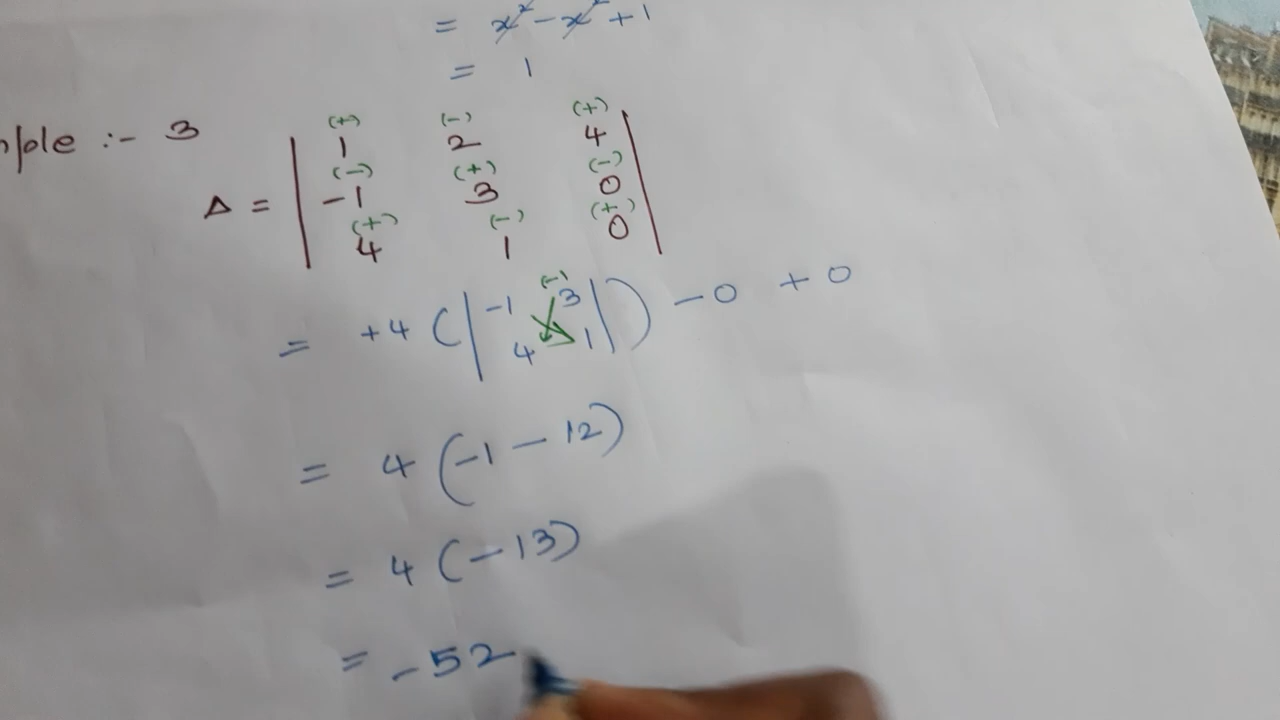 = x² - x² + 1
= 1
ple :- 3
(+) (-) (+)
1 2 4
(-) (+) (-)
Δ = | -1 3 0 |
(+) (-) (+)
4 1 0
(-)
= +4 ( | -1 3 | ) - 0 + 0
4 1
= 4 (-1 - 12)
= 4 (-13)
= -52